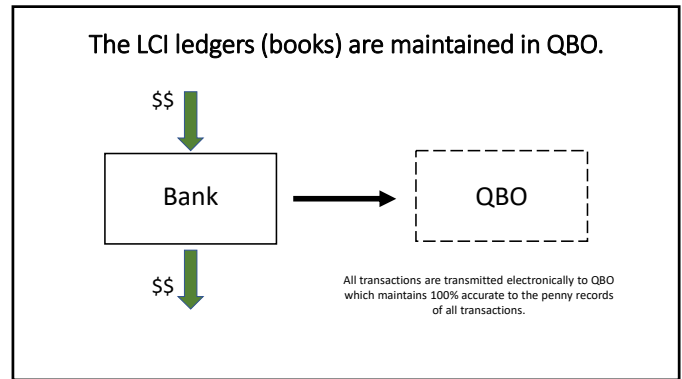 The LCI ledgers (books) are maintained in QBO.
$$
Bank
QBO
$$
All transactions are transmitted electronically to QBO
which maintains 100% accurate to the penny records
of all transactions.